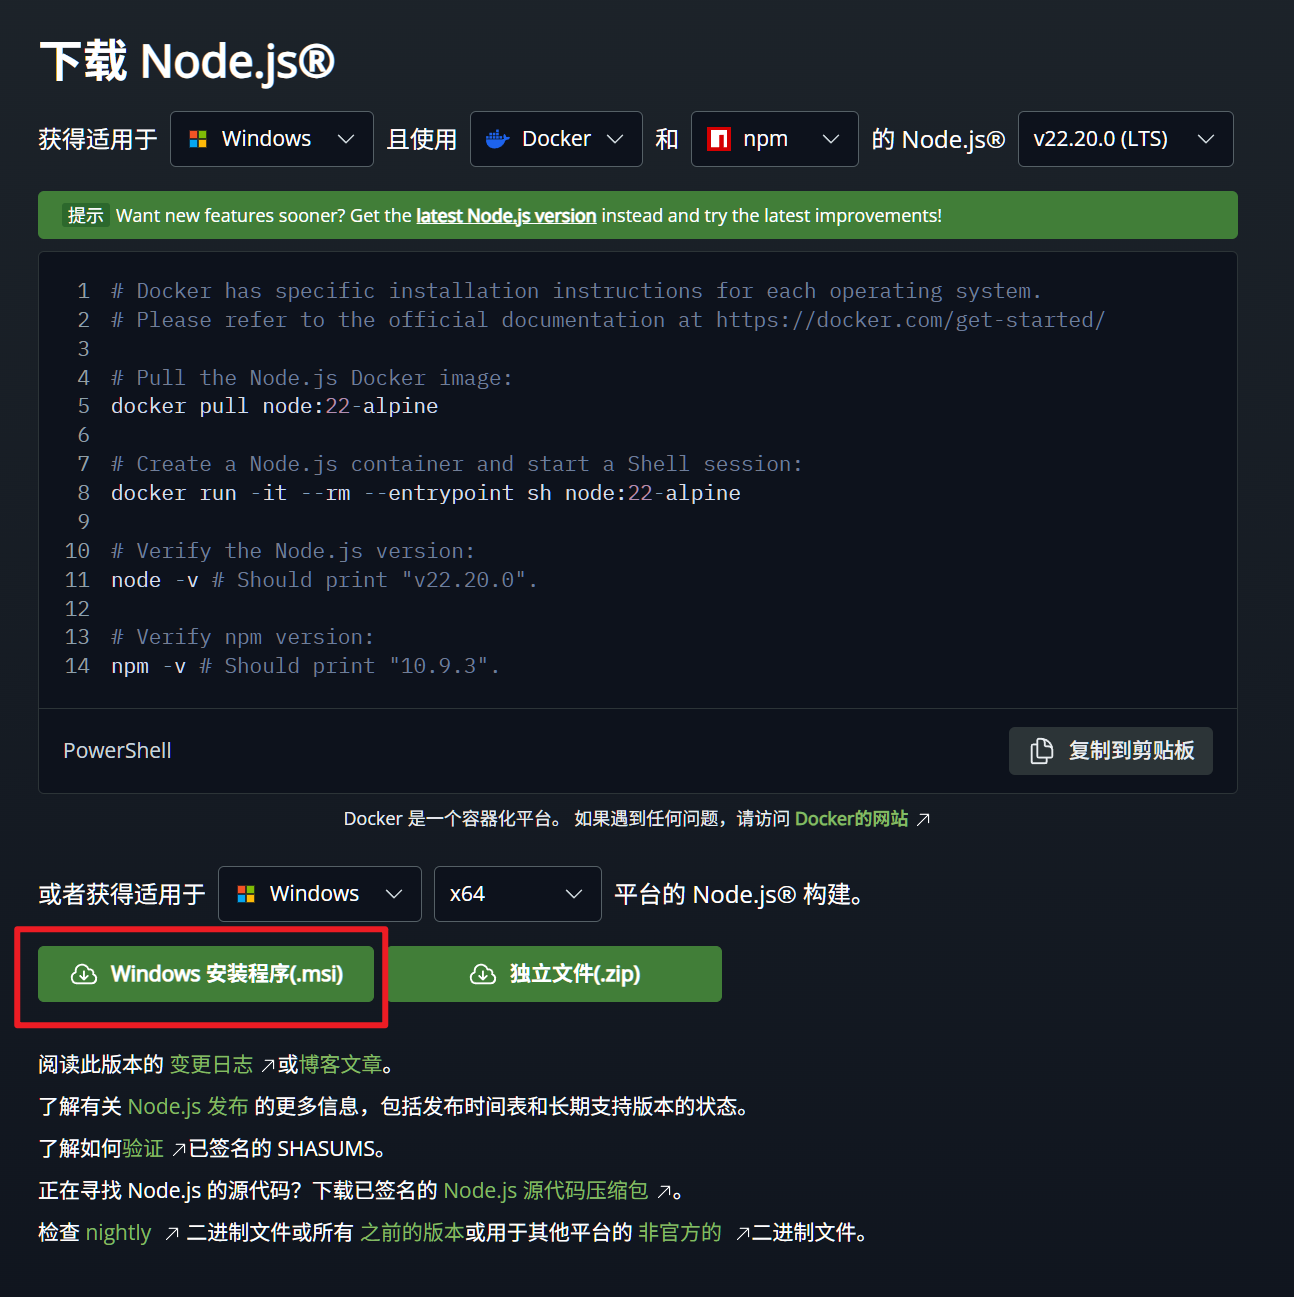 下载 Node.js®
获得适用于 Windows 且使用 Docker 和 npm 的 Node.js® v22.20.0 (LTS)
提示 Want new features sooner? Get the latest Node.js version instead and try the latest improvements!
1 # Docker has specific installation instructions for each operating system.
2 # Please refer to the official documentation at https://docker.com/get-started/
3
4 # Pull the Node.js Docker image:
5 docker pull node:22-alpine
6
7 # Create a Node.js container and start a Shell session:
8 docker run -it --rm --entrypoint sh node:22-alpine
9
10 # Verify the Node.js version:
11 node -v # Should print "v22.20.0".
12
13 # Verify npm version:
14 npm -v # Should print "10.9.3".
PowerShell 复制到剪贴板
Docker 是一个容器化平台。 如果遇到任何问题，请访问 Docker的网站
或者获得适用于 Windows x64 平台的 Node.js® 构建。
Windows 安装程序(.msi) 独立文件(.zip)
阅读此版本的 变更日志 或博客文章。
了解有关 Node.js 发布 的更多信息，包括发布时间表和长期支持版本的状态。
了解如何验证 已签名的 SHASUMS。
正在寻找 Node.js 的源代码？下载已签名的 Node.js 源代码压缩包 。
检查 nightly 二进制文件或所有 之前的版本或用于其他平台的 非官方的 二进制文件。